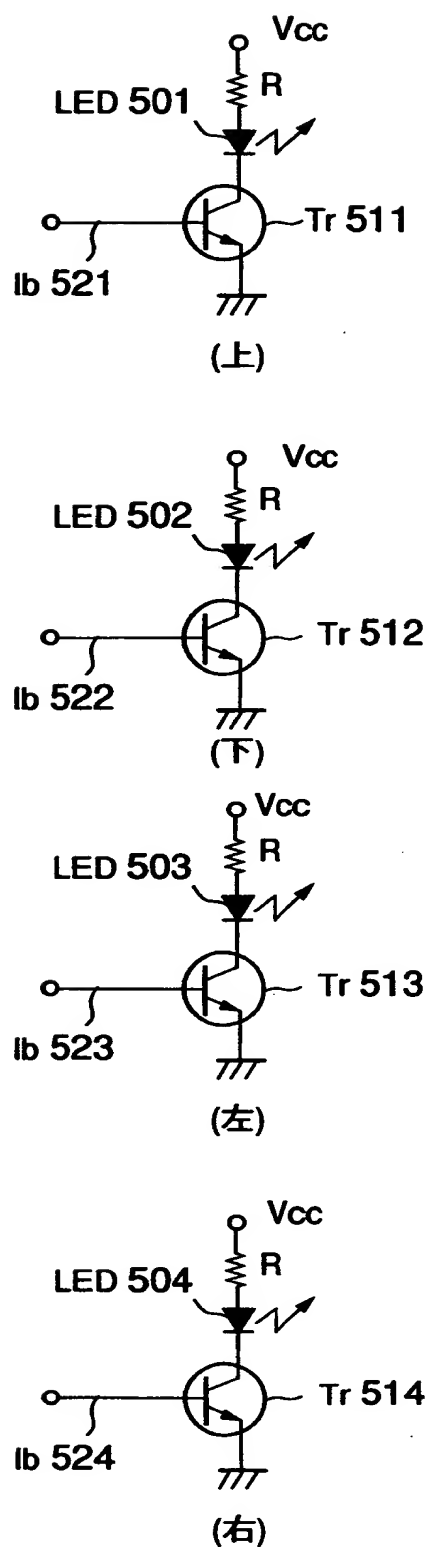 Vcc
R
LED 501
Tr 511
Ib 521
(上)
Vcc
R
LED 502
Tr 512
Ib 522
(下)
Vcc
R
LED 503
Tr 513
Ib 523
(左)
Vcc
R
LED 504
Tr 514
Ib 524
(右)